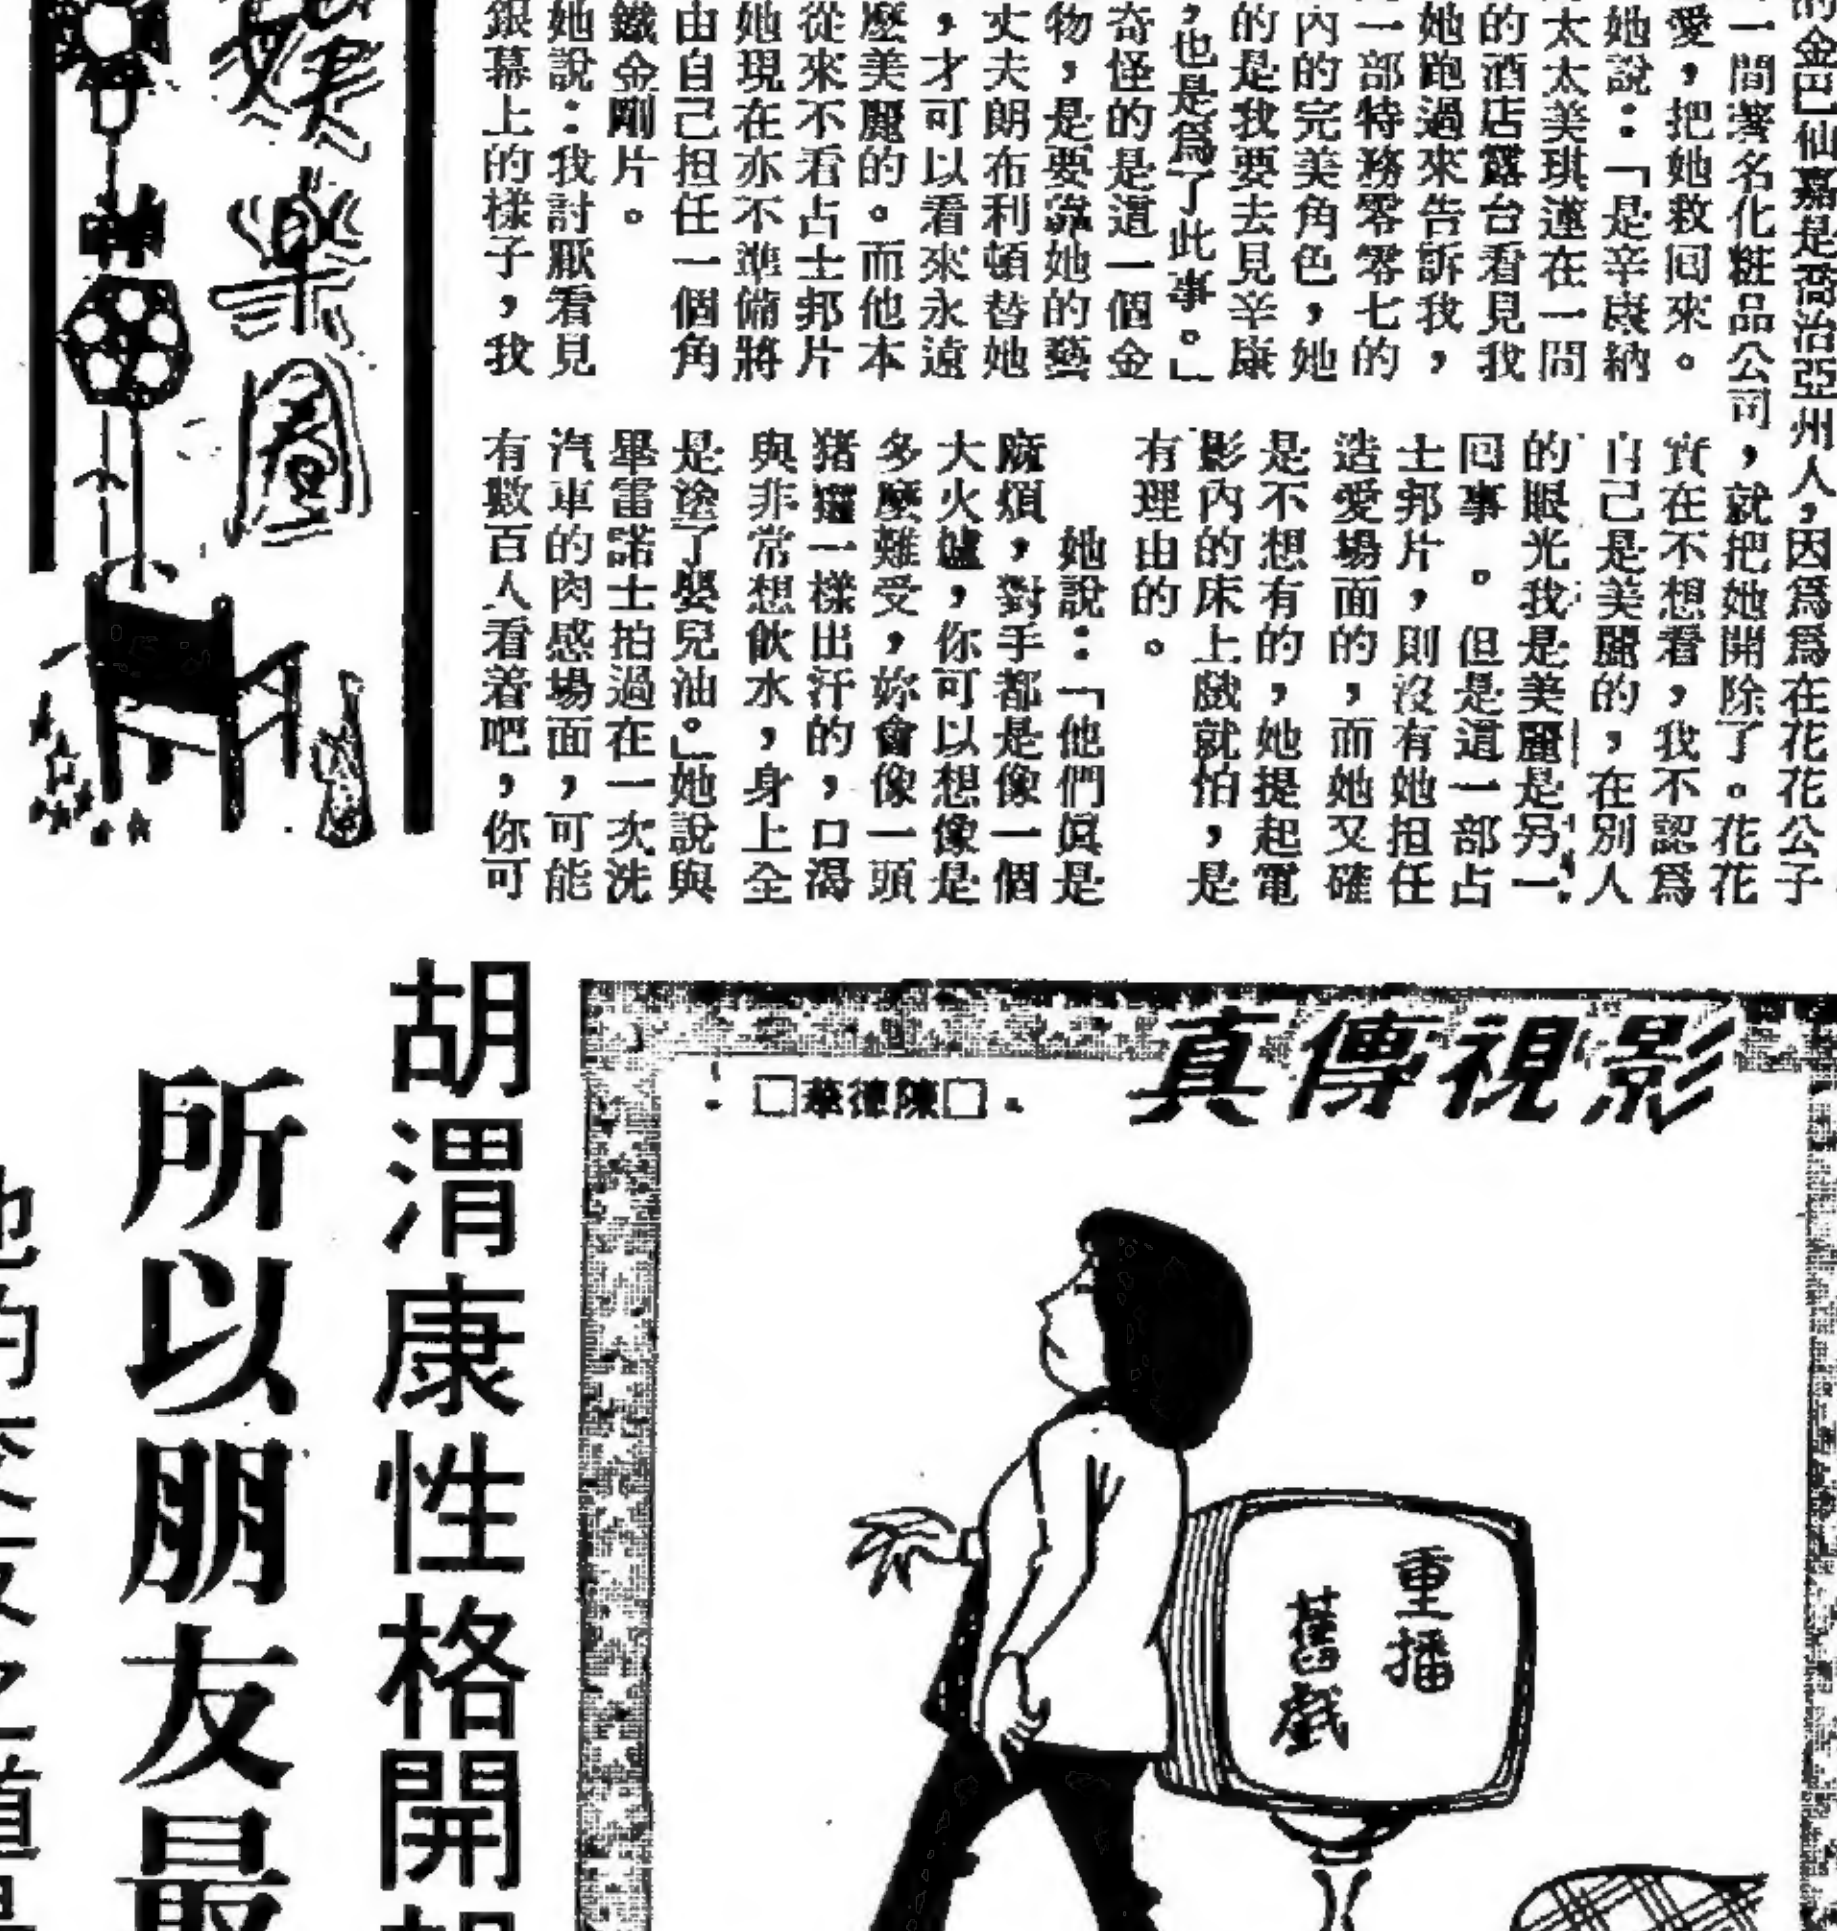 的金巴仙嘉是喬治亞州人，因爲爲在花花公子
一間著名化粧品公司，就把她開除了。花花
愛，把她救囘來。
她說：「是辛康納
太太美琪蓮在一間
的酒店露台看見我
她跑過來告訴我，
一部特務零零七的
內的完美角色，她
的是我要去見辛康
，也是爲了此事。」
奇怪的是這一個金
物，是要靠她的藝
丈夫朗布利頓替她
，才可以看來永遠
麼美麗的。而他本
從來不看占士邦片
她現在亦不準備將
由自己担任一個角
鐵金剛片。
她說：我討厭看見
銀幕上的樣子，我
實在不想看，我不認爲
自己是美麗的，在別人
的眼光我是美麗是另一
囘事。但是這一部占
士邦片，則沒有她担任
造愛場面的，而她又確
是不想有的，她提起電
影內的床上戲就怕，是
有理由的。
她說：「他們眞是
麻煩，對手都是像一個
大火爐，你可以想像是
多麼難受，妳會像一頭
猪玀一樣出汗的，口渴
與非常想飲水，身上全
是塗了嬰兒油。」她說與
畢雷諾士拍過在一次洗
汽車的肉感場面，可能
有數百人看着吧，你可
娛樂圈
影視傳真
□陳德華□
重播
舊戲
胡渭康性格開
所以朋友最